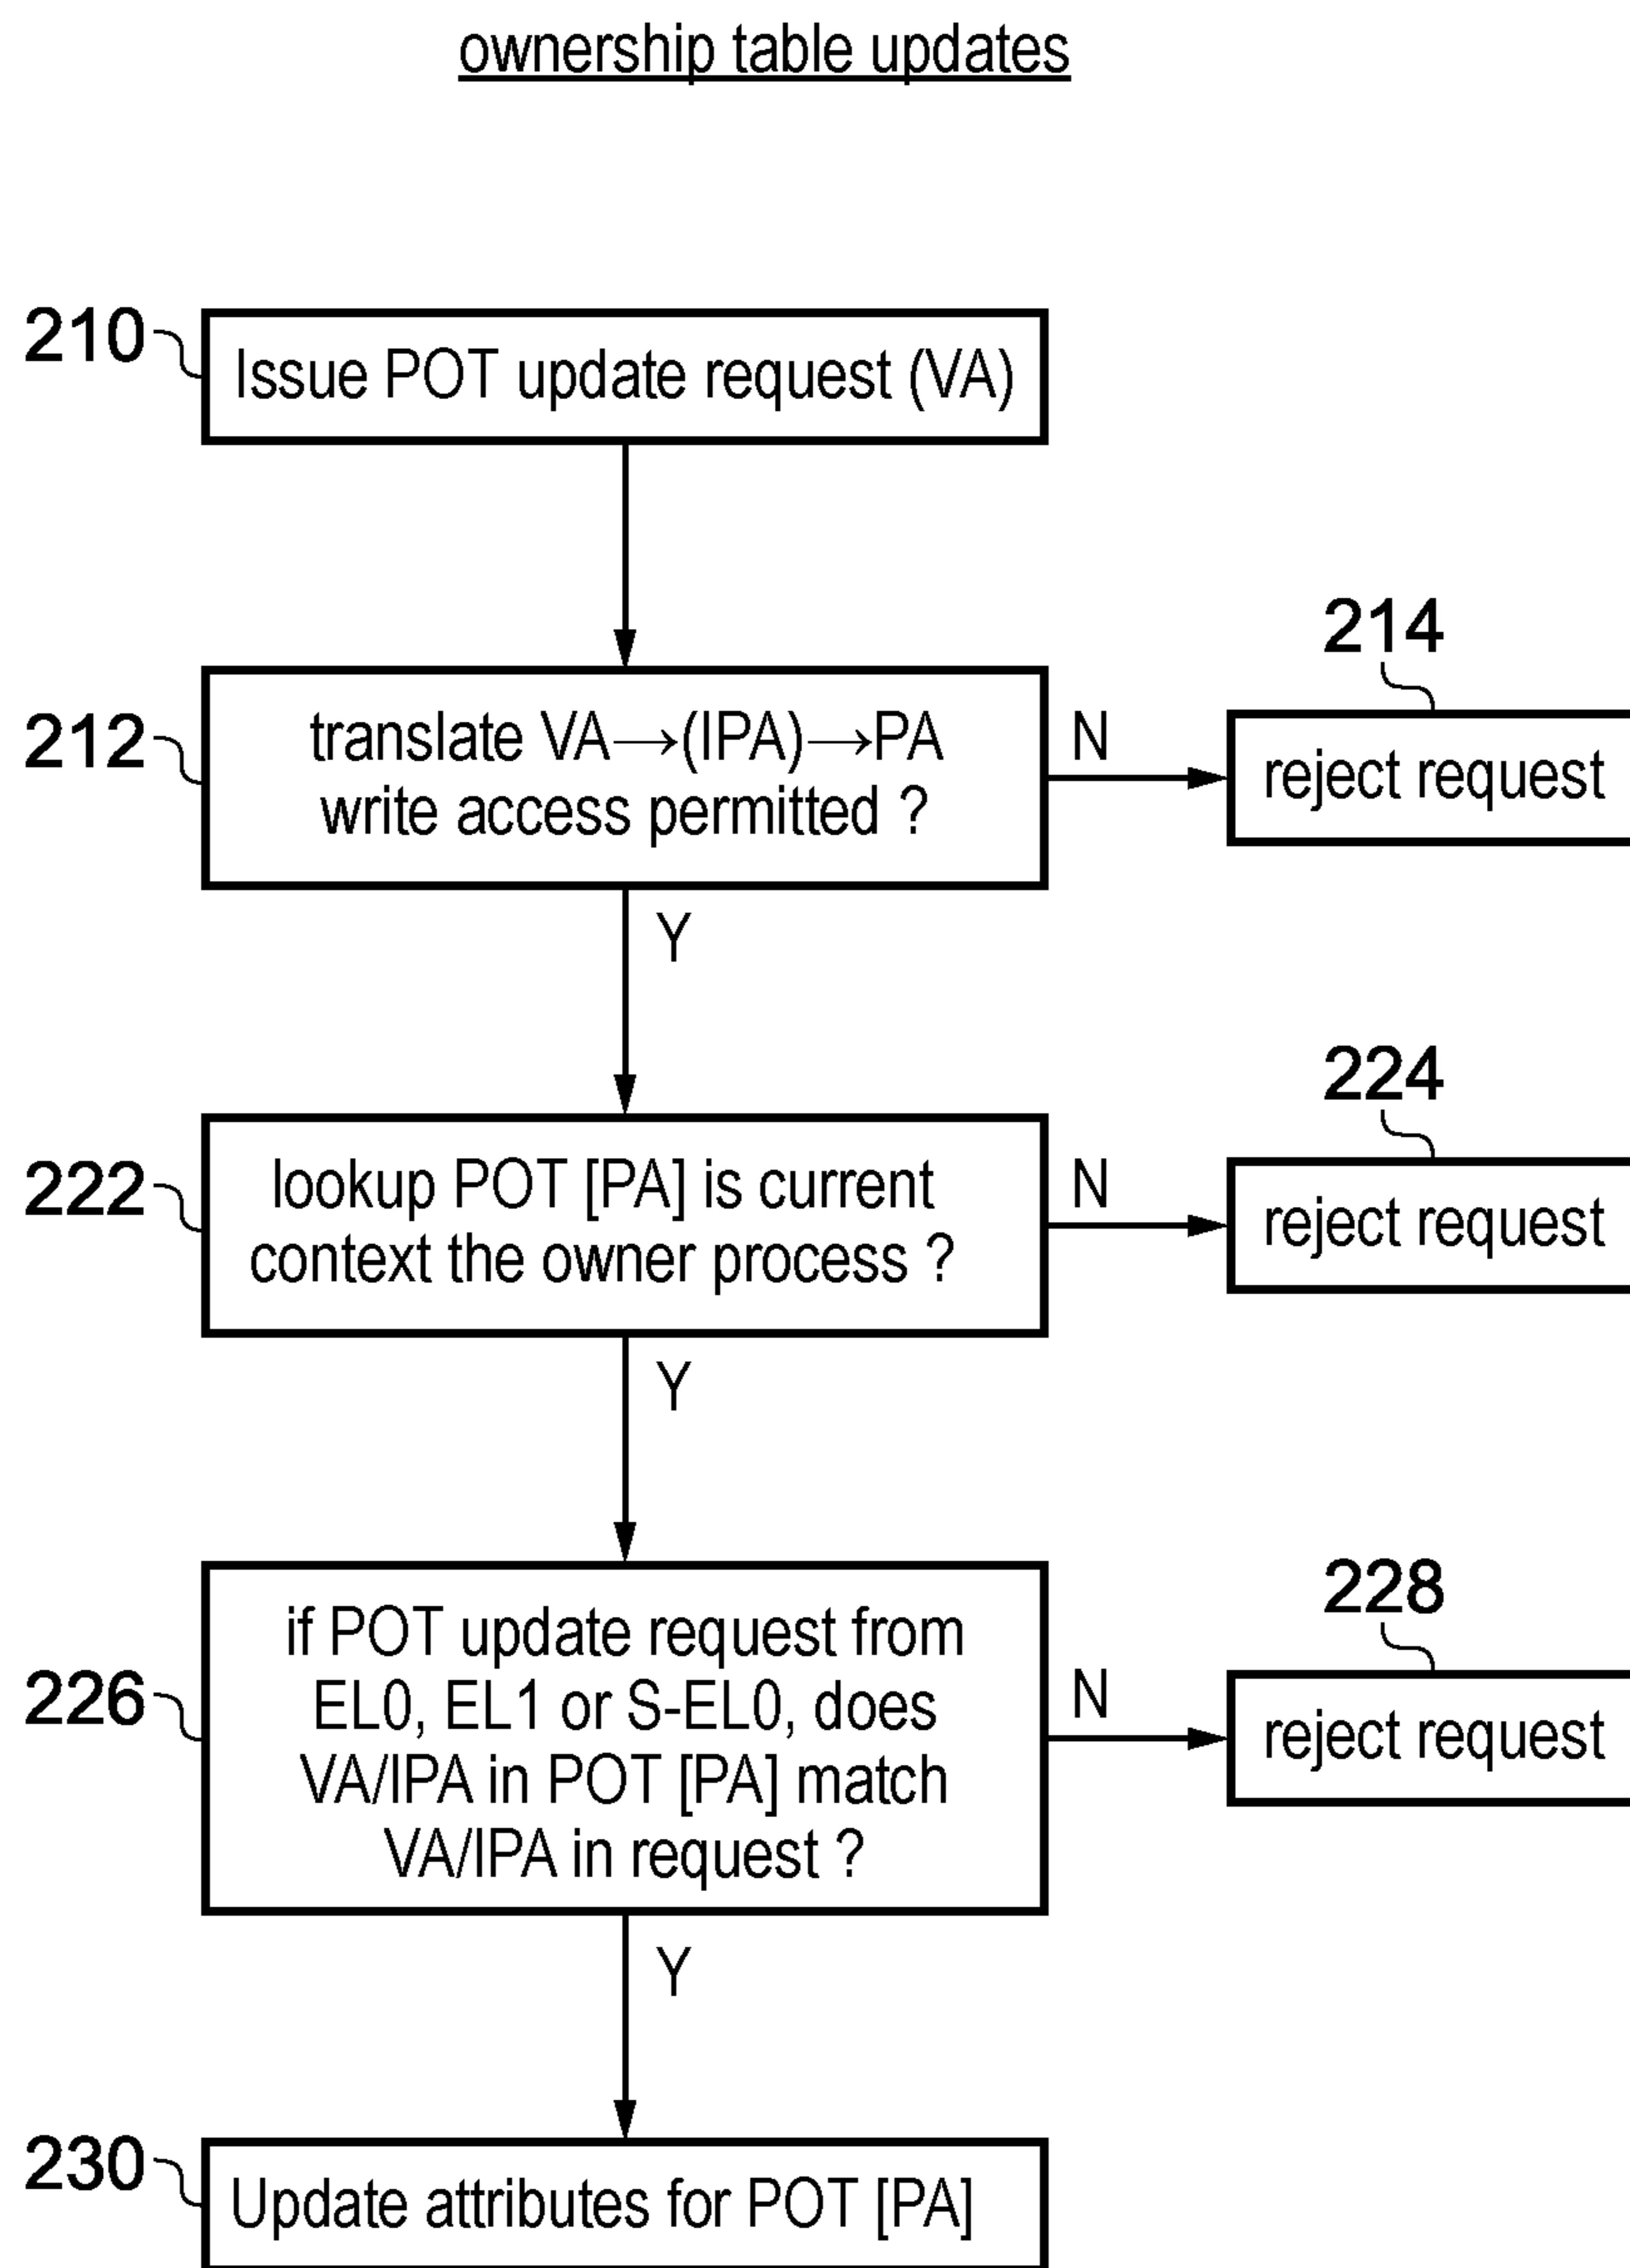 ownership table updates
210
Issue POT update request (VA)
212
translate VA→(IPA)→PA
write access permitted ?
N
214
reject request
Y
222
lookup POT [PA] is current
context the owner process ?
N
224
reject request
Y
226
if POT update request from
EL0, EL1 or S-EL0, does
VA/IPA in POT [PA] match
VA/IPA in request ?
N
228
reject request
Y
230
Update attributes for POT [PA]